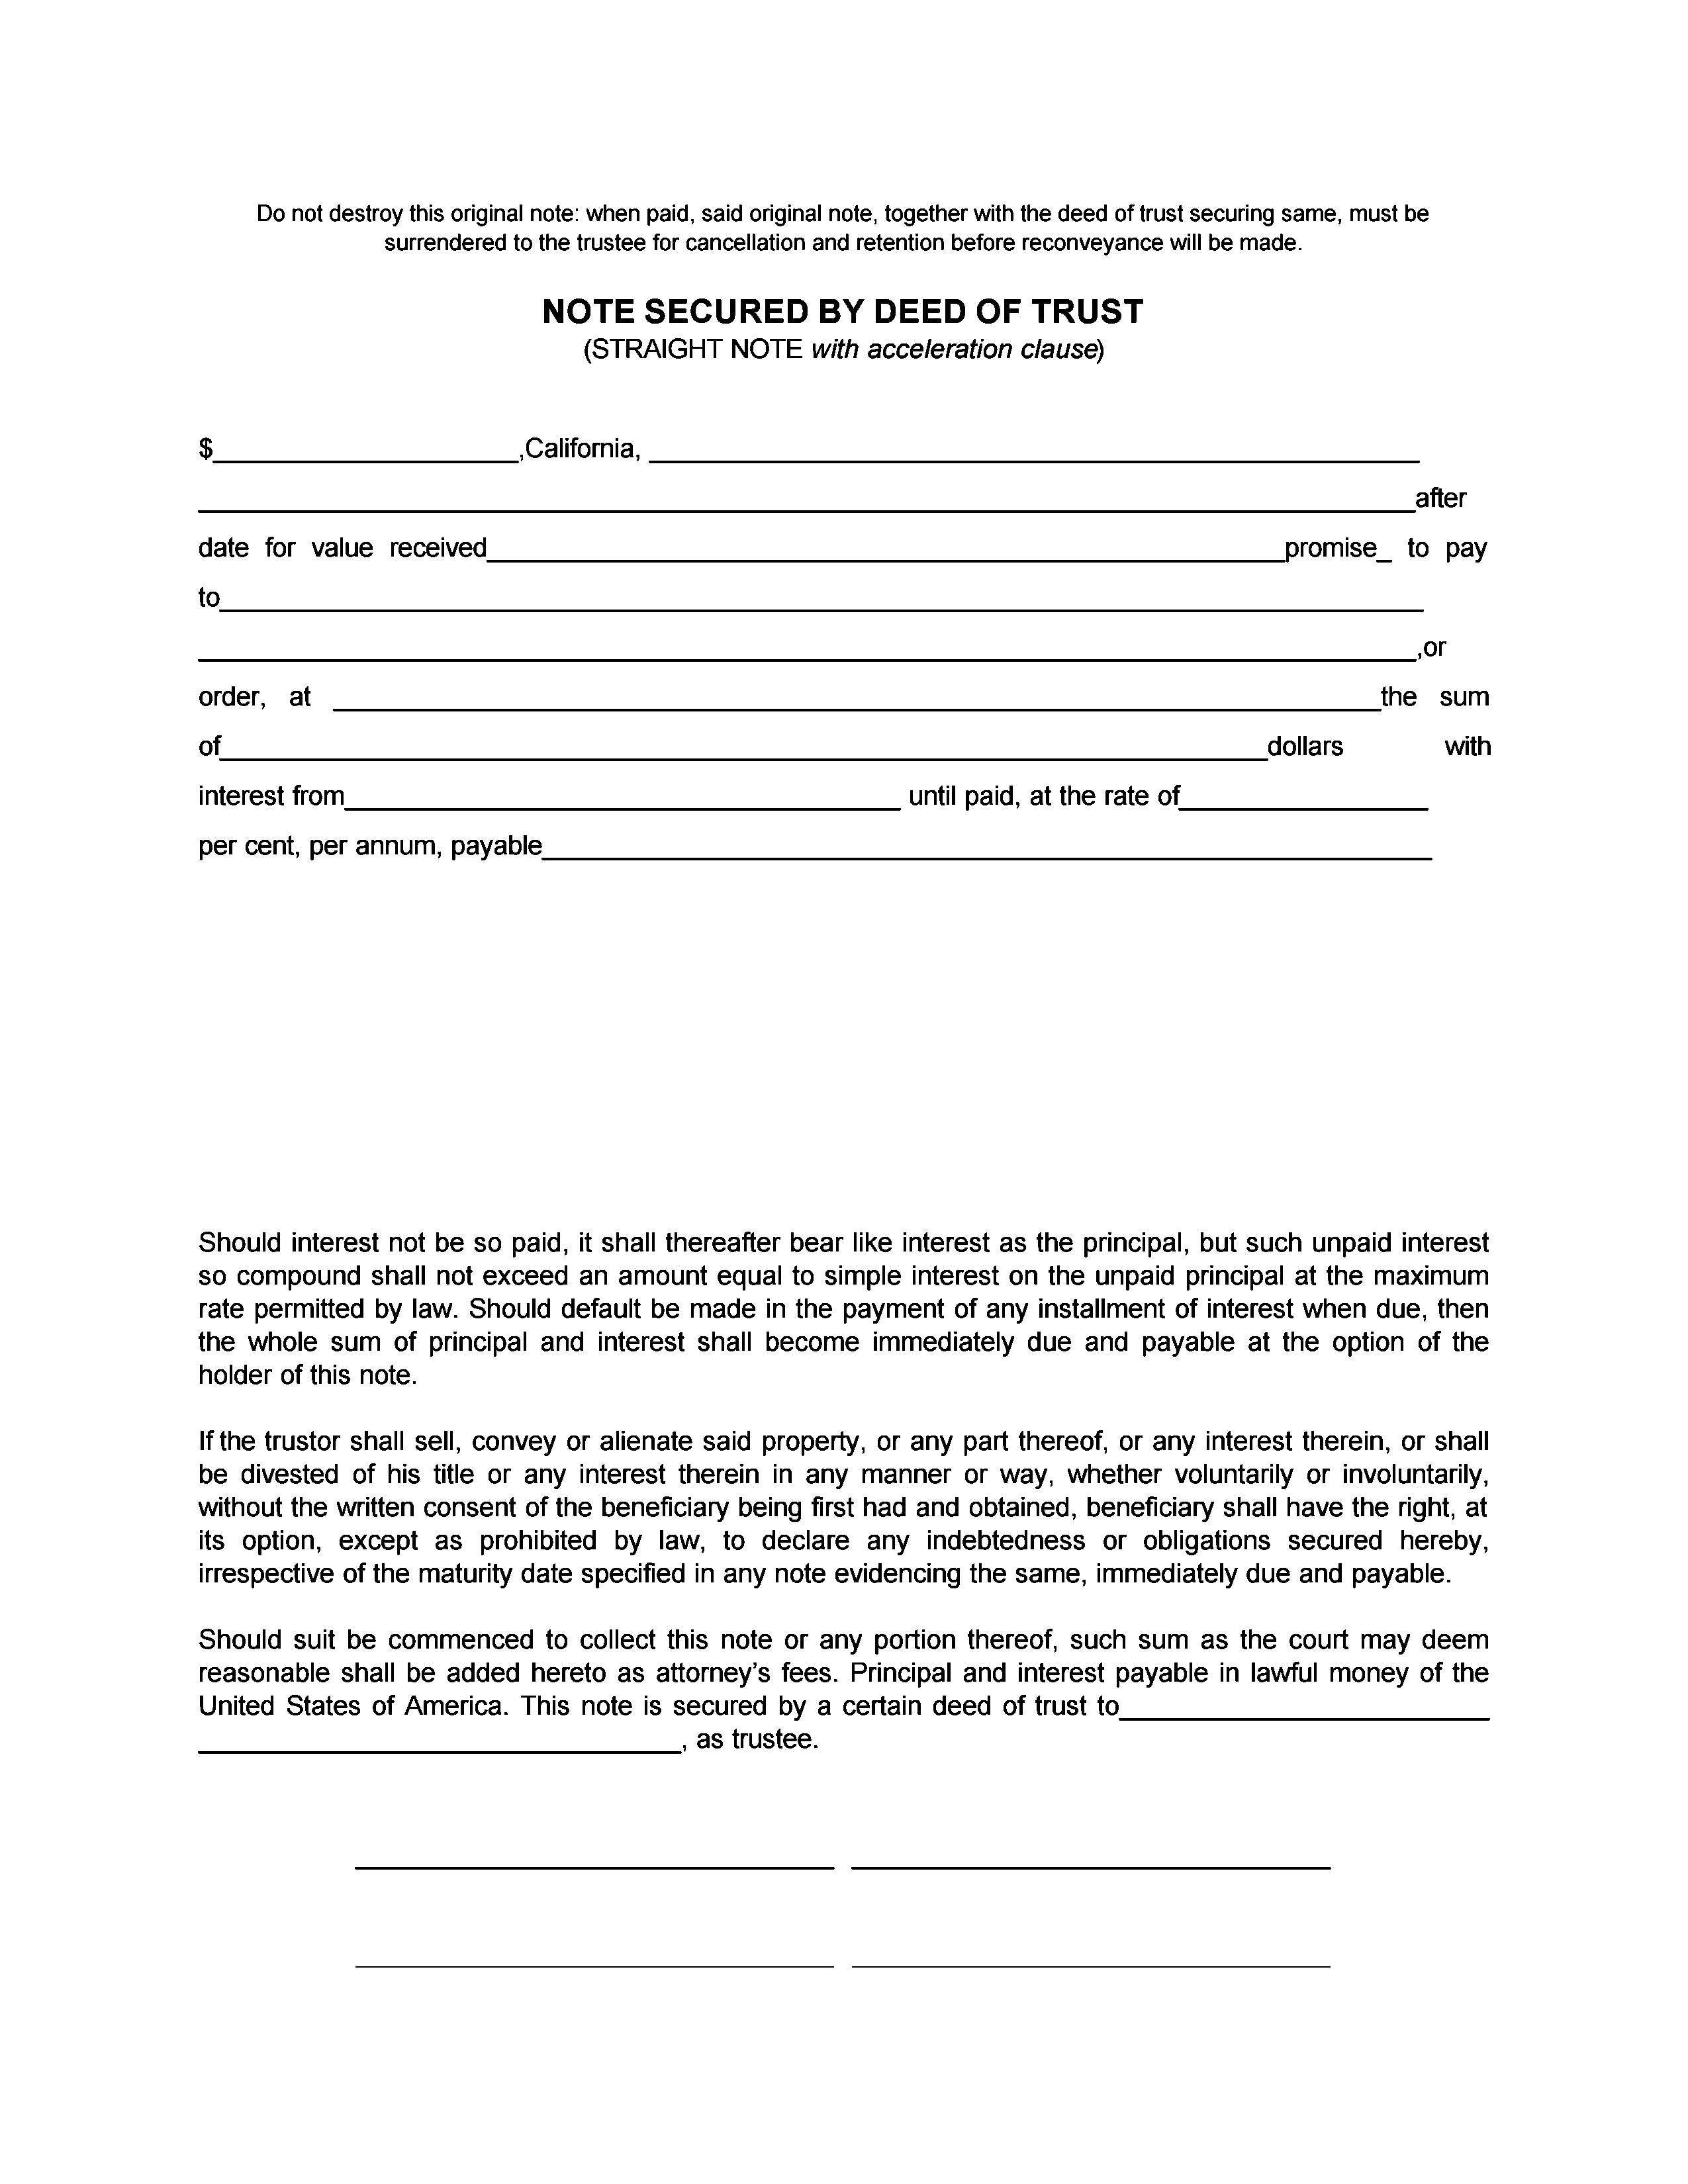 Do not destroy this original note: when paid, said original note, together with the deed of trust securing same, must be
surrendered to the trustee for cancellation and retention before reconveyance will be made.
NOTE SECURED BY DEED OF TRUST
(STRAIGHT NOTE with acceleration clause)
$____________________,California, ____________________________________________________
__________________________________________________________________________________after
date for value received______________________________________________________promise_ to pay
to_________________________________________________________________________________
__________________________________________________________________________________,or
order, at ______________________________________________________________________the sum
of______________________________________________________________________dollars with
interest from_____________________________________ until paid, at the rate of________________
per cent, per annum, payable____________________________________________________________
Should interest not be so paid, it shall thereafter bear like interest as the principal, but such unpaid interest
so compound shall not exceed an amount equal to simple interest on the unpaid principal at the maximum
rate permitted by law. Should default be made in the payment of any installment of interest when due, then
the whole sum of principal and interest shall become immediately due and payable at the option of the
holder of this note.
If the trustor shall sell, convey or alienate said property, or any part thereof, or any interest therein, or shall
be divested of his title or any interest therein in any manner or way, whether voluntarily or involuntarily,
without the written consent of the beneficiary being first had and obtained, beneficiary shall have the right, at
its option, except as prohibited by law, to declare any indebtedness or obligations secured hereby,
irrespective of the maturity date specified in any note evidencing the same, immediately due and payable.
Should suit be commenced to collect this note or any portion thereof, such sum as the court may deem
reasonable shall be added hereto as attorney’s fees. Principal and interest payable in lawful money of the
United States of America. This note is secured by a certain deed of trust to_________________________
________________________________, as trustee.